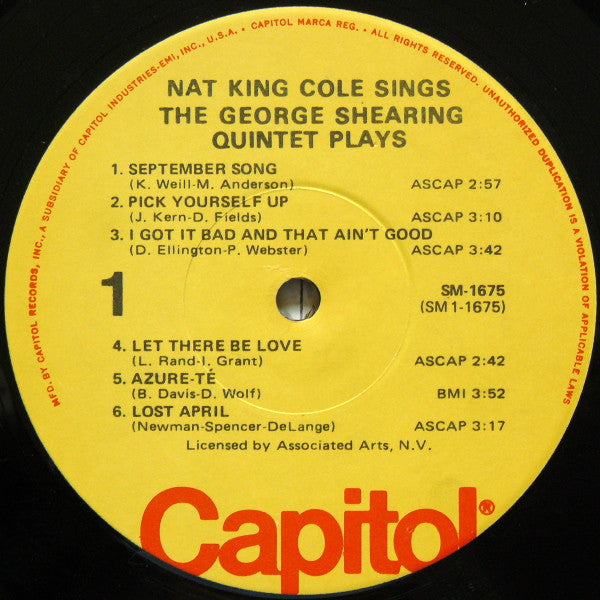 MFD. BY CAPITOL RECORDS, INC., A SUBSIDIARY OF CAPITOL INDUSTRIES-EMI, INC., U.S.A. • CAPITOL MARCA REG. • ALL RIGHTS RESERVED. UNAUTHORIZED DUPLICATION IS A VIOLATION OF APPLICABLE LAWS
NAT KING COLE SINGS
THE GEORGE SHEARING
QUINTET PLAYS
1. SEPTEMBER SONG
(K. Weill-M. Anderson) ASCAP 2:57
2. PICK YOURSELF UP
(J. Kern-D. Fields) ASCAP 3:10
3. I GOT IT BAD AND THAT AIN'T GOOD
(D. Ellington-P. Webster) ASCAP 3:42
1
SM-1675
(SM1-1675)
4. LET THERE BE LOVE
(L. Rand-I. Grant) ASCAP 2:42
5. AZURE-TÉ
(B. Davis-D. Wolf) BMI 3:52
6. LOST APRIL
(Newman-Spencer-DeLange) ASCAP 3:17
Licensed by Associated Arts, N.V.
Capitol®